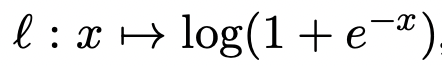 ℓ : x ↦ log(1 + e⁻ˣ),